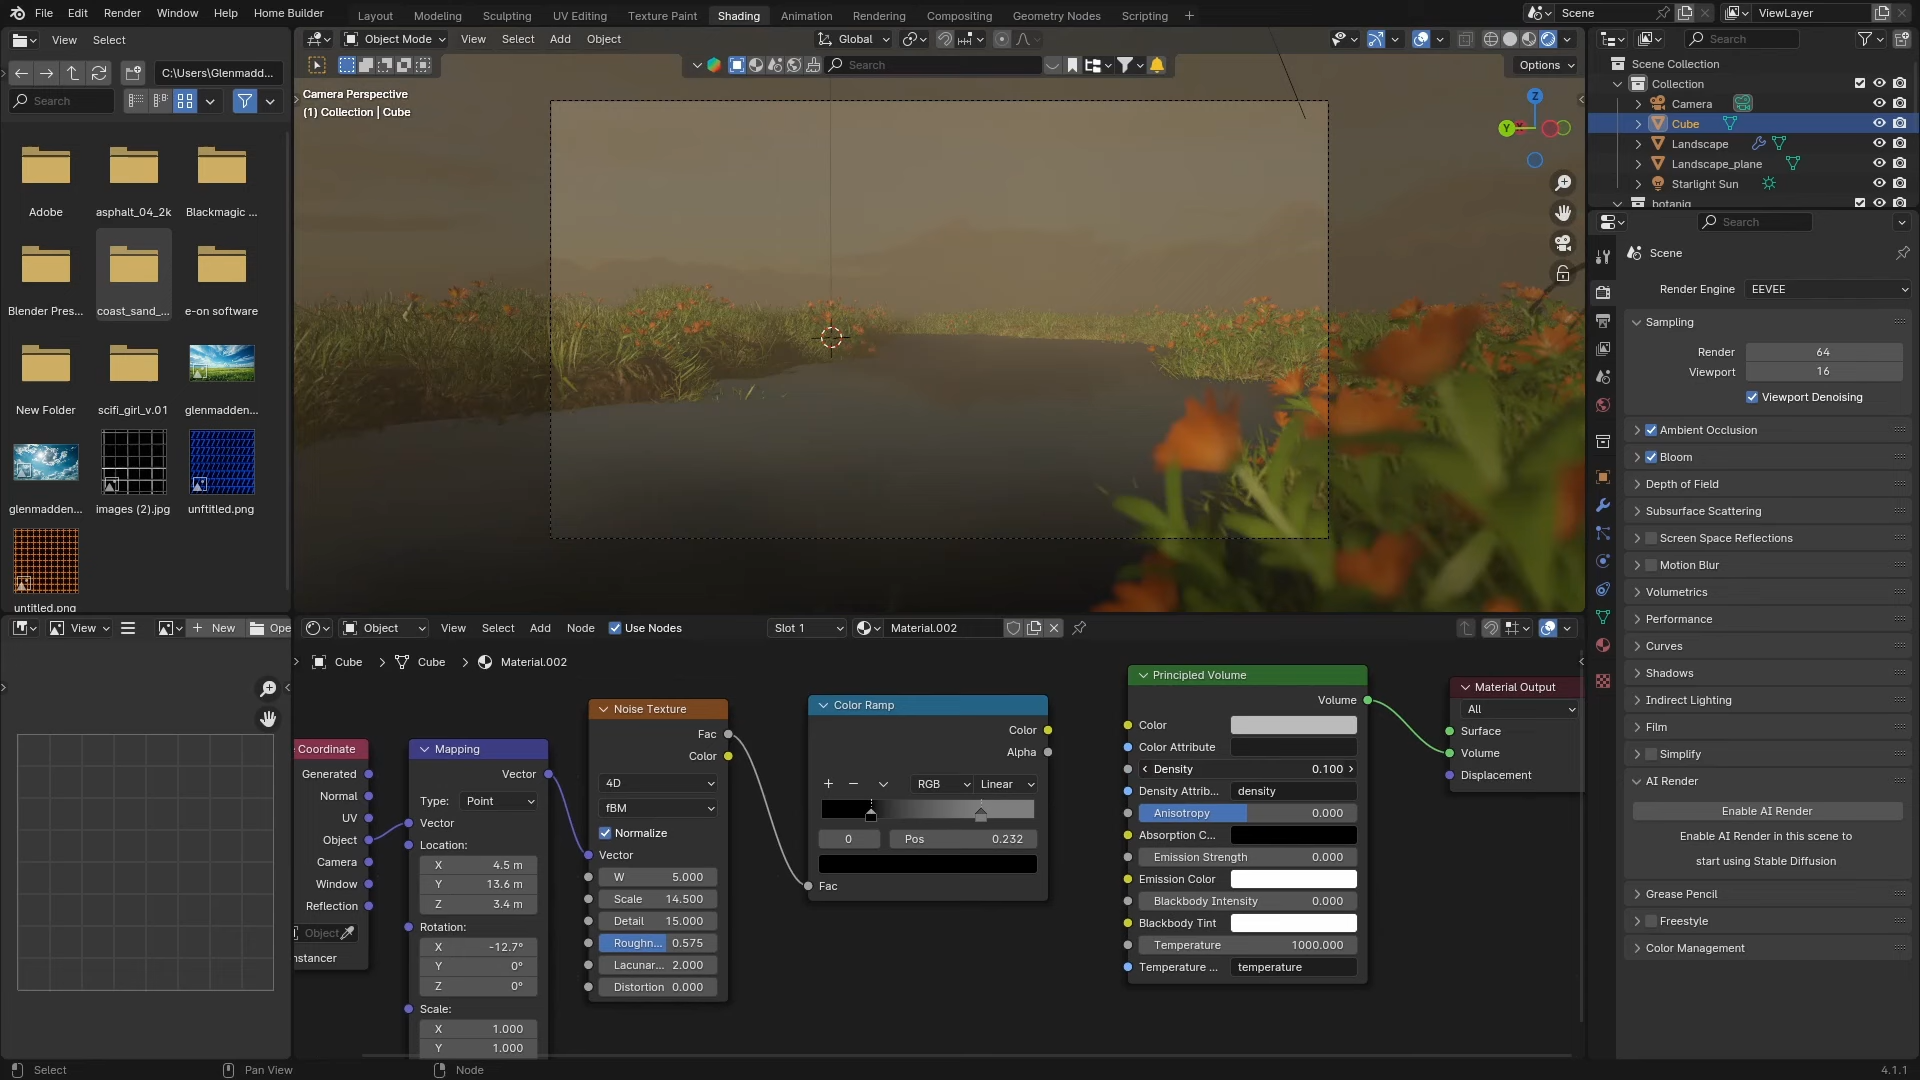 File Edit Render Window Help Home Builder Layout Modeling Sculpting UV Editing Texture Paint Shading Animation Rendering Compositing Geometry Nodes Scripting + Scene ViewLayer
View Select
C:\Users\Glenmadd...
Search
Adobe asphalt_04_2k Blackmagic ...
Blender Pres... coast_sand_... e-on software
New Folder scifi_girl_v.01 glenmadden...
glenmadden... images (2).jpg unftitled.png
untitled.png
Object Mode View Select Add Object Global
Search Options
Camera Perspective
(1) Collection | Cube
Z
Y
Search
Scene Collection
Collection
Camera
Cube
Landscape
Landscape_plane
Starlight Sun
botaniq
Search
Scene
Render Engine EEVEE
Sampling
Render 64
Viewport 16
Viewport Denoising
Ambient Occlusion
Bloom
Depth of Field
Subsurface Scattering
Screen Space Reflections
Motion Blur
Volumetrics
Performance
Curves
Shadows
Indirect Lighting
Film
Simplify
AI Render
Enable AI Render
Enable AI Render in this scene to
start using Stable Diffusion
Grease Pencil
Freestyle
Color Management
View + New Ope
Object View Select Add Node Use Nodes Slot 1 Material.002
Cube > Cube > Material.002
Coordinate
Generated
Normal
UV
Object
Camera
Window
Reflection
Object
nstancer
Mapping
Vector
Type: Point
Vector
Location:
X 4.5 m
Y 13.6 m
Z 3.4 m
Rotation:
X -12.7°
Y 0°
Z 0°
Scale:
X 1.000
Y 1.000
Noise Texture
Fac
Color
4D
fBM
Normalize
Vector
W 5.000
Scale 14.500
Detail 15.000
Roughn... 0.575
Lacunar... 2.000
Distortion 0.000
Color Ramp
Color
Alpha
+ − RGB Linear
0 Pos 0.232
Fac
Principled Volume
Volume
Color
Color Attribute
Density 0.100
Density Attrib... density
Anisotropy 0.000
Absorption C...
Emission Strength 0.000
Emission Color
Blackbody Intensity 0.000
Blackbody Tint
Temperature 1000.000
Temperature ... temperature
Material Output
All
Surface
Volume
Displacement
Select Pan View Node 4.1.1